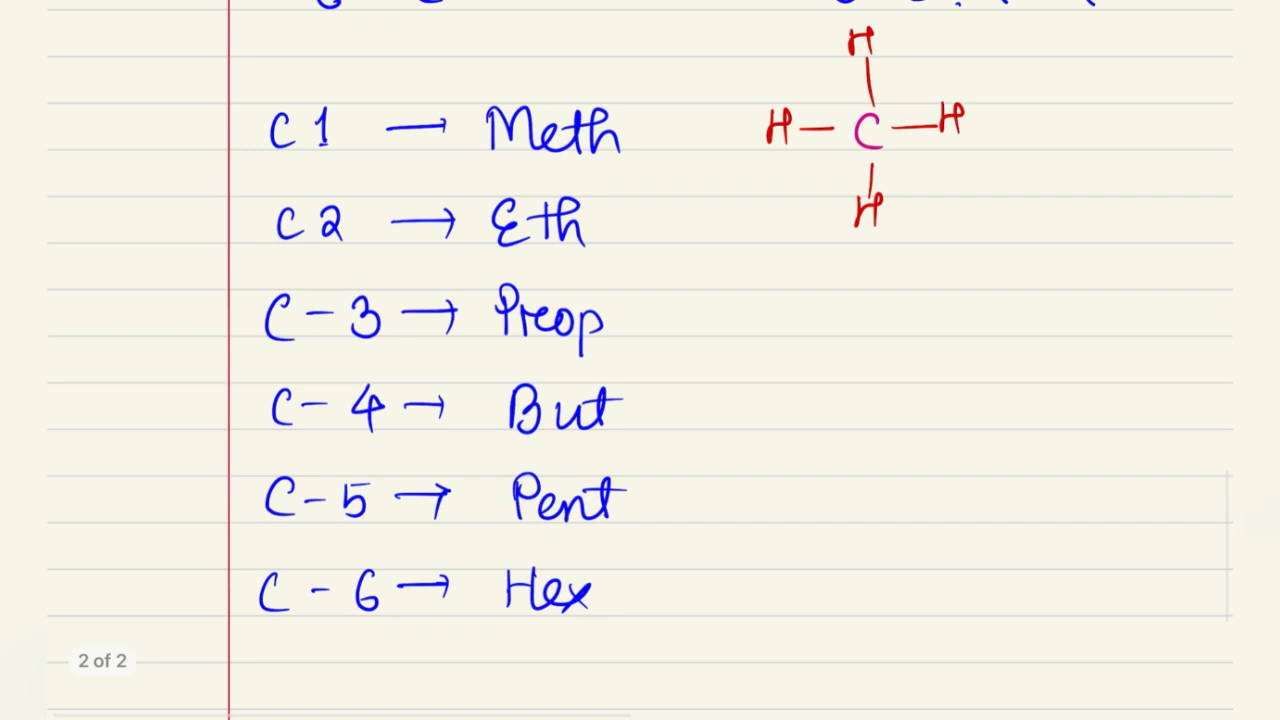 H
C 1 → Meth H – C – H
H
C 2 → Eth
C - 3 → Prop
C - 4 → But
C - 5 → Pent
C - 6 → Hex
2 of 2